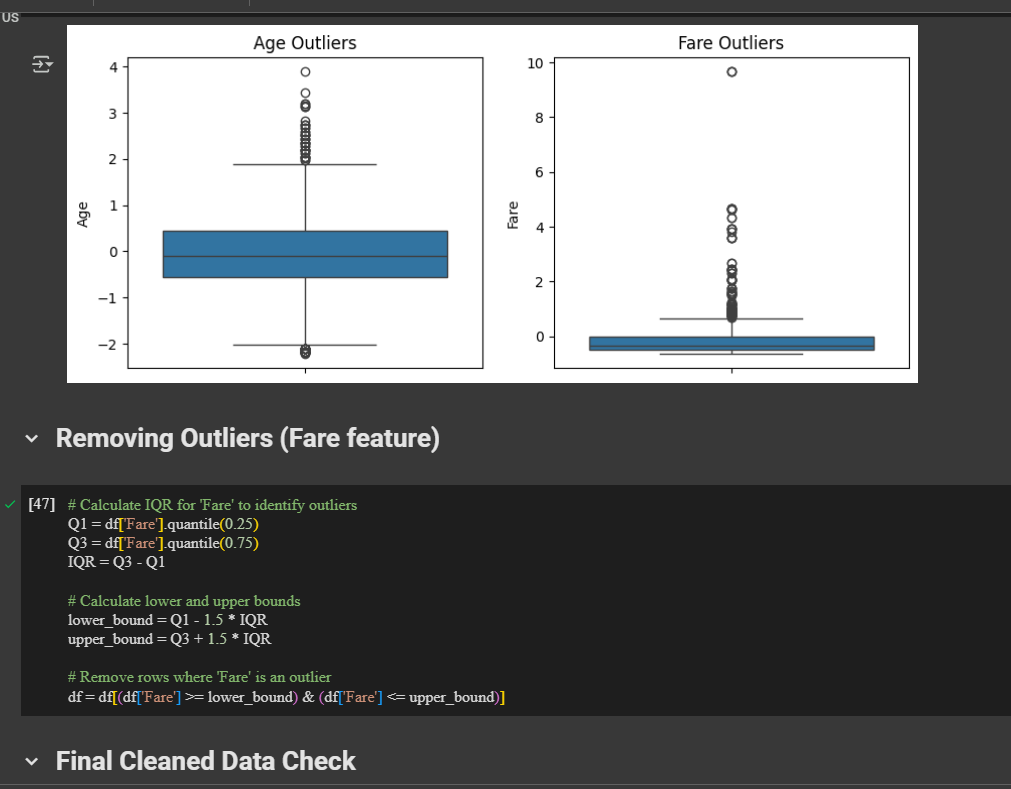 us
Age Outliers
Fare Outliers
4
3
2
1
0
−1
−2
Age
10
8
6
4
2
0
Fare
Removing Outliers (Fare feature)
[47]
# Calculate IQR for 'Fare' to identify outliers
Q1 = df['Fare'].quantile(0.25)
Q3 = df['Fare'].quantile(0.75)
IQR = Q3 - Q1
# Calculate lower and upper bounds
lower_bound = Q1 - 1.5 * IQR
upper_bound = Q3 + 1.5 * IQR
# Remove rows where 'Fare' is an outlier
df = df[(df['Fare'] >= lower_bound) & (df['Fare'] <= upper_bound)]
Final Cleaned Data Check